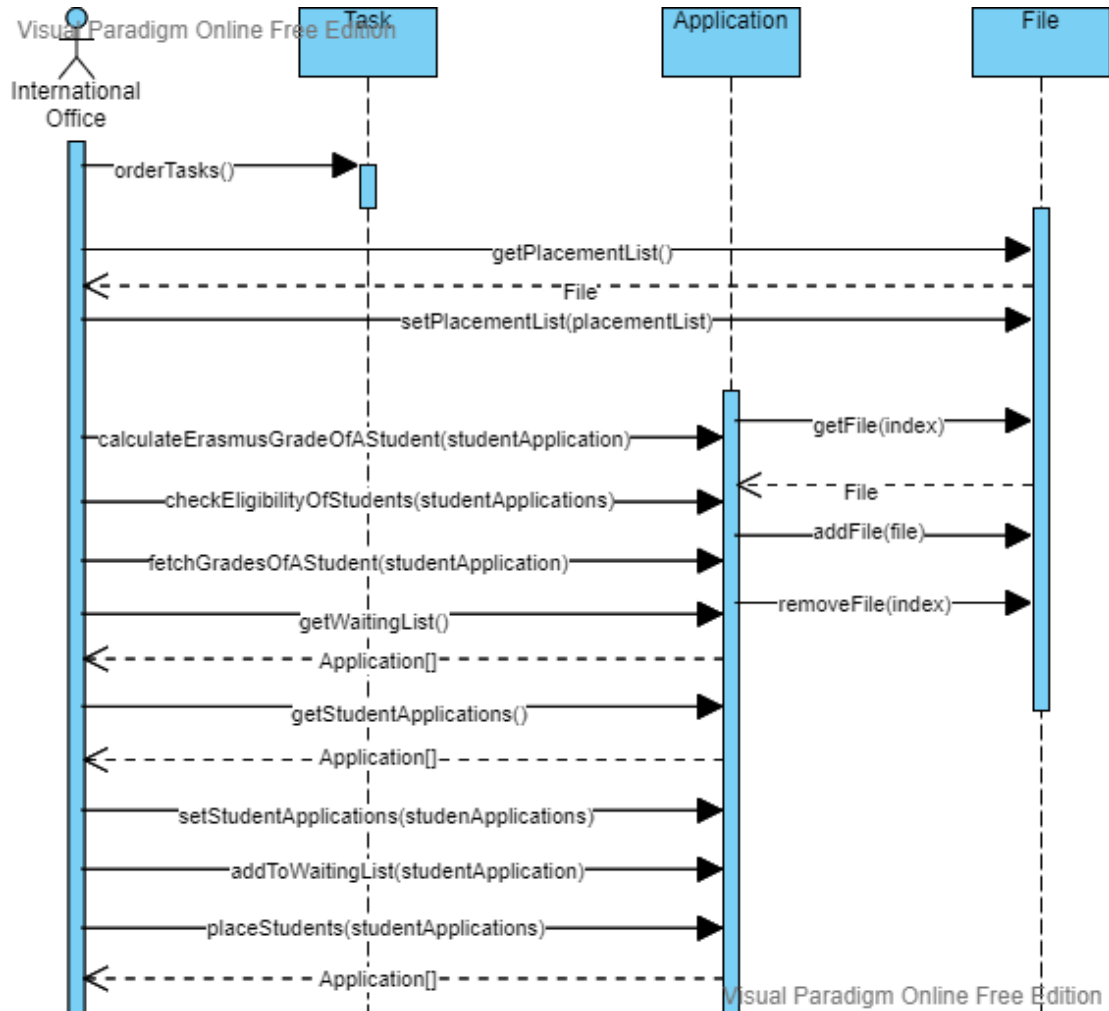 Visual Paradigm Online Free Edition
Task
Application
File
International
Office
orderTasks()
getPlacementList()
File
setPlacementList(placementList)
getFile(index)
calculateErasmusGradeOfAStudent(studentApplication)
File
checkEligibilityOfStudents(studentApplications)
addFile(file)
fetchGradesOfAStudent(studentApplication)
removeFile(index)
getWaitingList()
Application[]
getStudentApplications()
Application[]
setStudentApplications(studenApplications)
addToWaitingList(studentApplication)
placeStudents(studentApplications)
Application[]
Visual Paradigm Online Free Edition